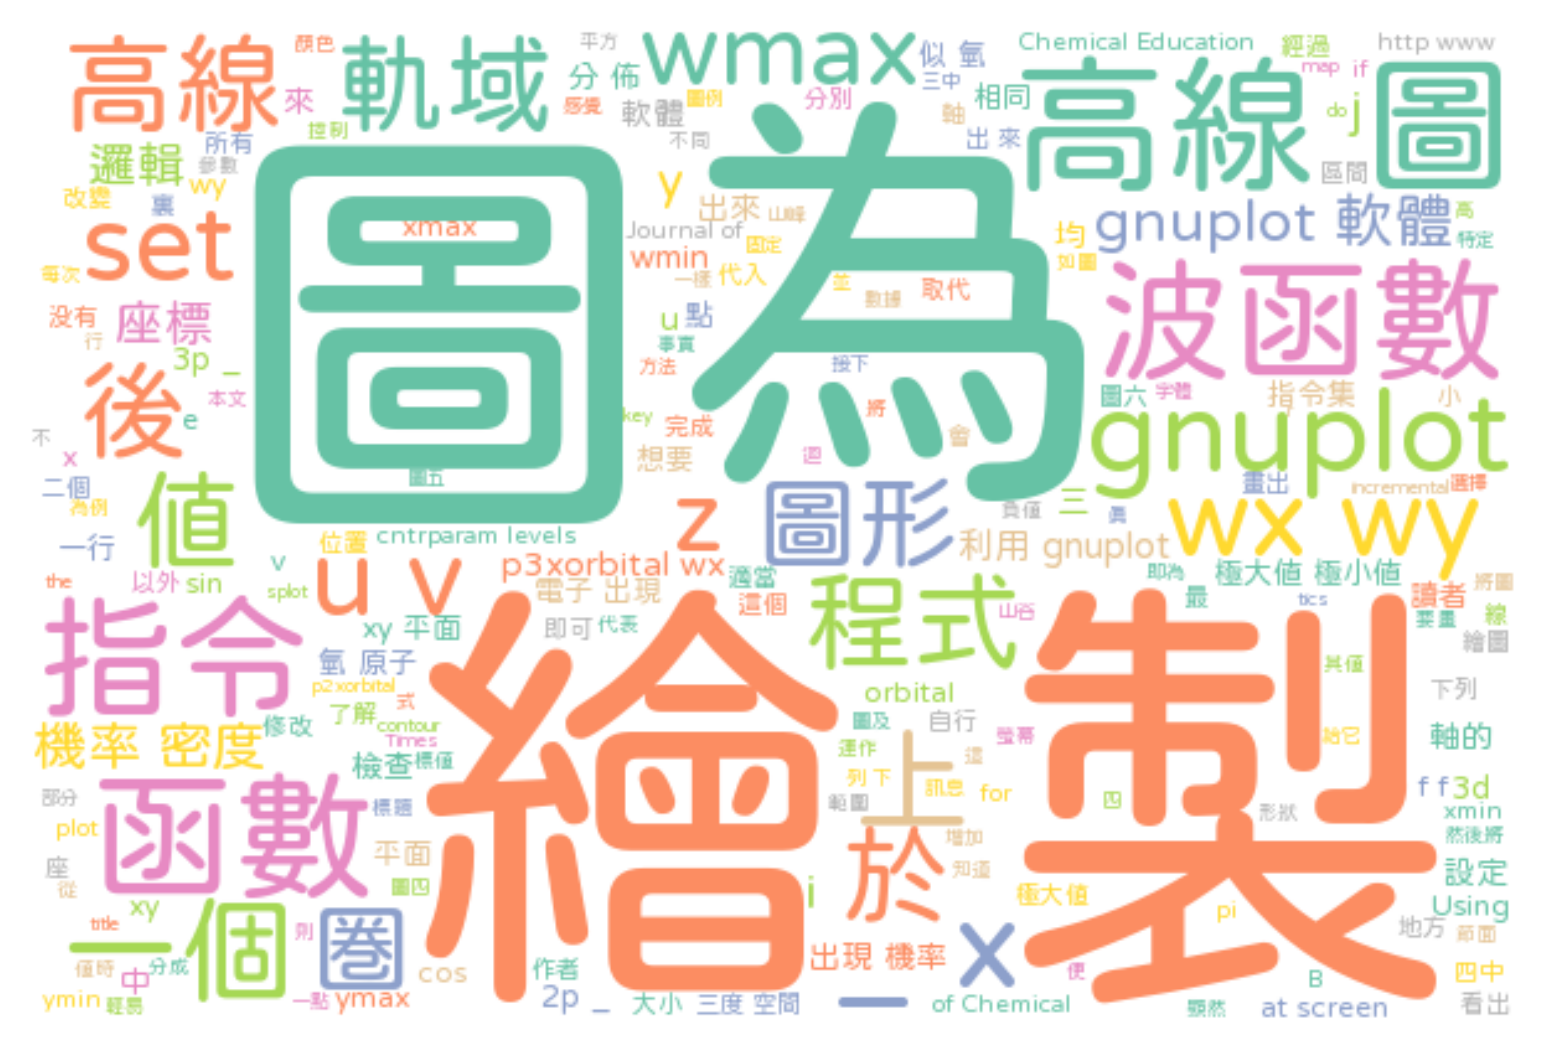 高線 顏色 軌域 平方 wmax 似 氫 Chemical Education 經過 http www
來 分 佈 三中 map if
感覺 軟體 圖例 分別 軸 相同 高線 圖 do j
所有 控制 不同 出 來 區間
邏輯 參數
改變 wy 裏 y 出來 山峰 gnuplot 軟體 高
set xmax Journal of 固定 均 特定
每次 wmin 一樣 代入 如圖
圖 為 並 數據 取代 波函數
没有 座標 u 點
行 3p _ 事實
後 本文 方法 接下 圖六 字體 指令集 小
e key 完成 將 gnuplot
不 x 想要 會 迴
二個 值 圖五 z 圖形 畫出 incremental 選擇
為例 負值 三 真 wx wy
一行 cntrparam levels 位置 利用 gnuplot
v u v p3xorbital wx 適當 程式 即為 極大值 極小值
the 以外 sin splot 電子 出現 這個 山谷 最 tics 讀者 將圖
指令 xy 平面 即可 代表 要畫 線 繪圖
氫 原子 其值
p2xorbital 式 orbital 下列
機率 密度 修改 了解 contour Times 圖及 自行 螢幕 給它 軸的
檢查 標值 運作 上 這
函數 部分 標題 列下 訊息 for 四 f f 3d
plot 範圍 形狀 xmin
座 平面 繪 製 於 增加 然後將
從 圖四 i 知道 極大值 設定
xy Using
title 一個 則 圈 pi 地方 節面
值時 中 分成 cos 作者 出現 機率 x 便 四中
ymin 輕易 一點 ymax 2p _ 大小 三度 空間 一 of Chemical 顯然 B at screen 看出